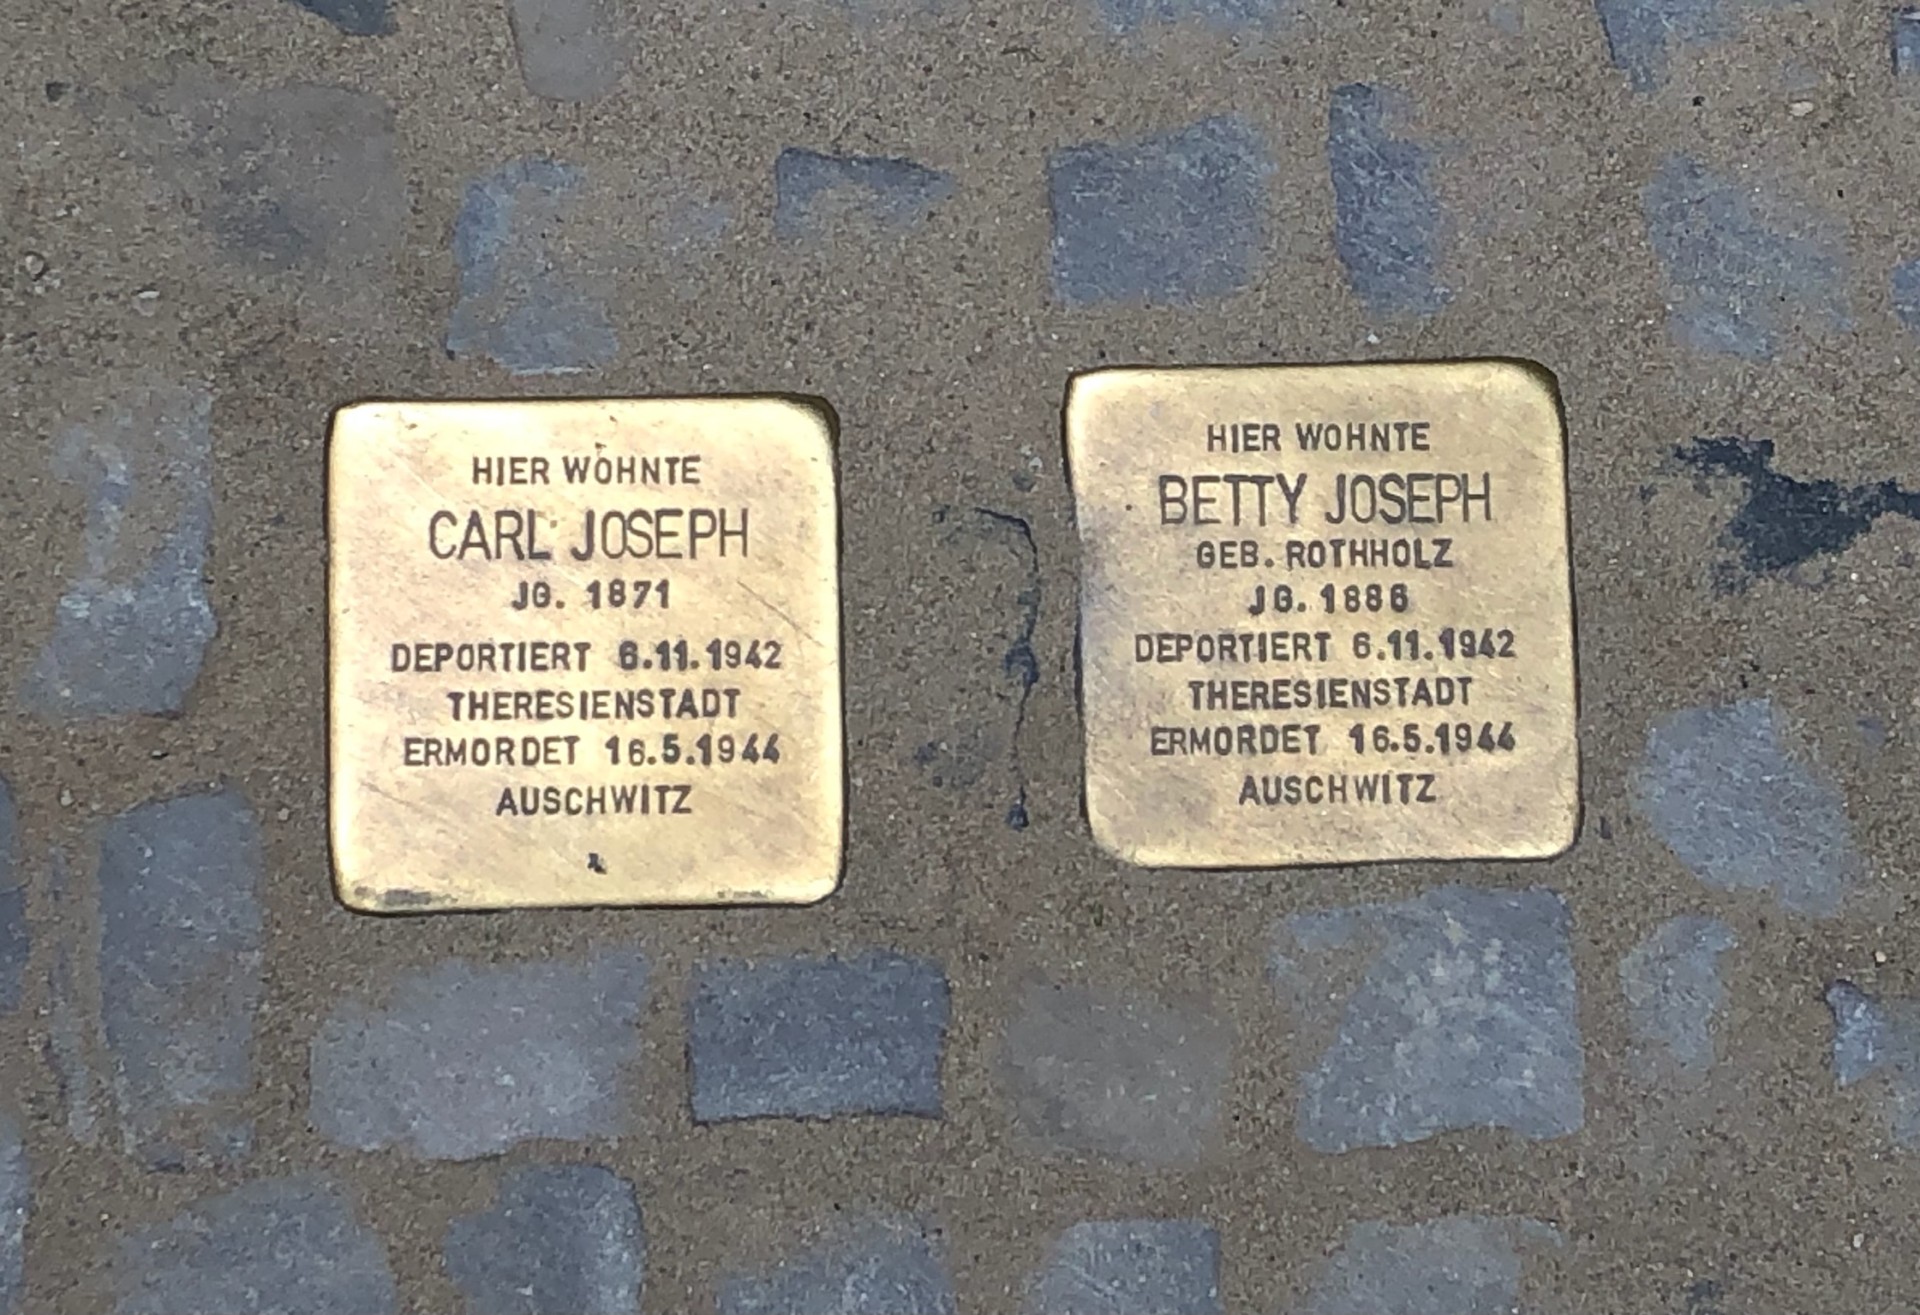 HIER WOHNTE
CARL JOSEPH
JG. 1871
DEPORTIERT 6.11.1942
THERESIENSTADT
ERMORDET 16.5.1944
AUSCHWITZ
HIER WOHNTE
BETTY JOSEPH
GEB. ROTHHOLZ
JG. 1886
DEPORTIERT 6.11.1942
THERESIENSTADT
ERMORDET 16.5.1944
AUSCHWITZ